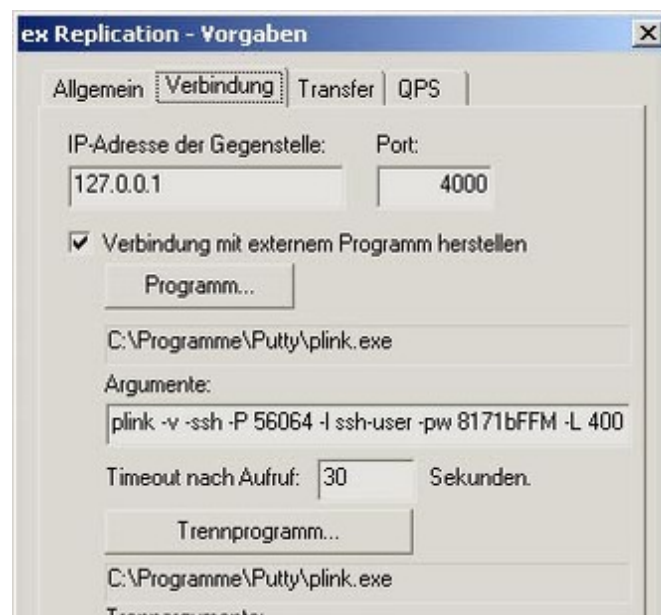 ex Replication - Vorgaben
Allgemein Verbindung Transfer QPS
IP-Adresse der Gegenstelle: Port:
127.0.0.1 4000
Verbindung mit externem Programm herstellen
Programm...
C:\Programme\Putty\plink.exe
Argumente:
plink -v -ssh -P 56064 -l ssh-user -pw 8171bFFM -L 400
Timeout nach Aufruf: 30 Sekunden.
Trennprogramm...
C:\Programme\Putty\plink.exe